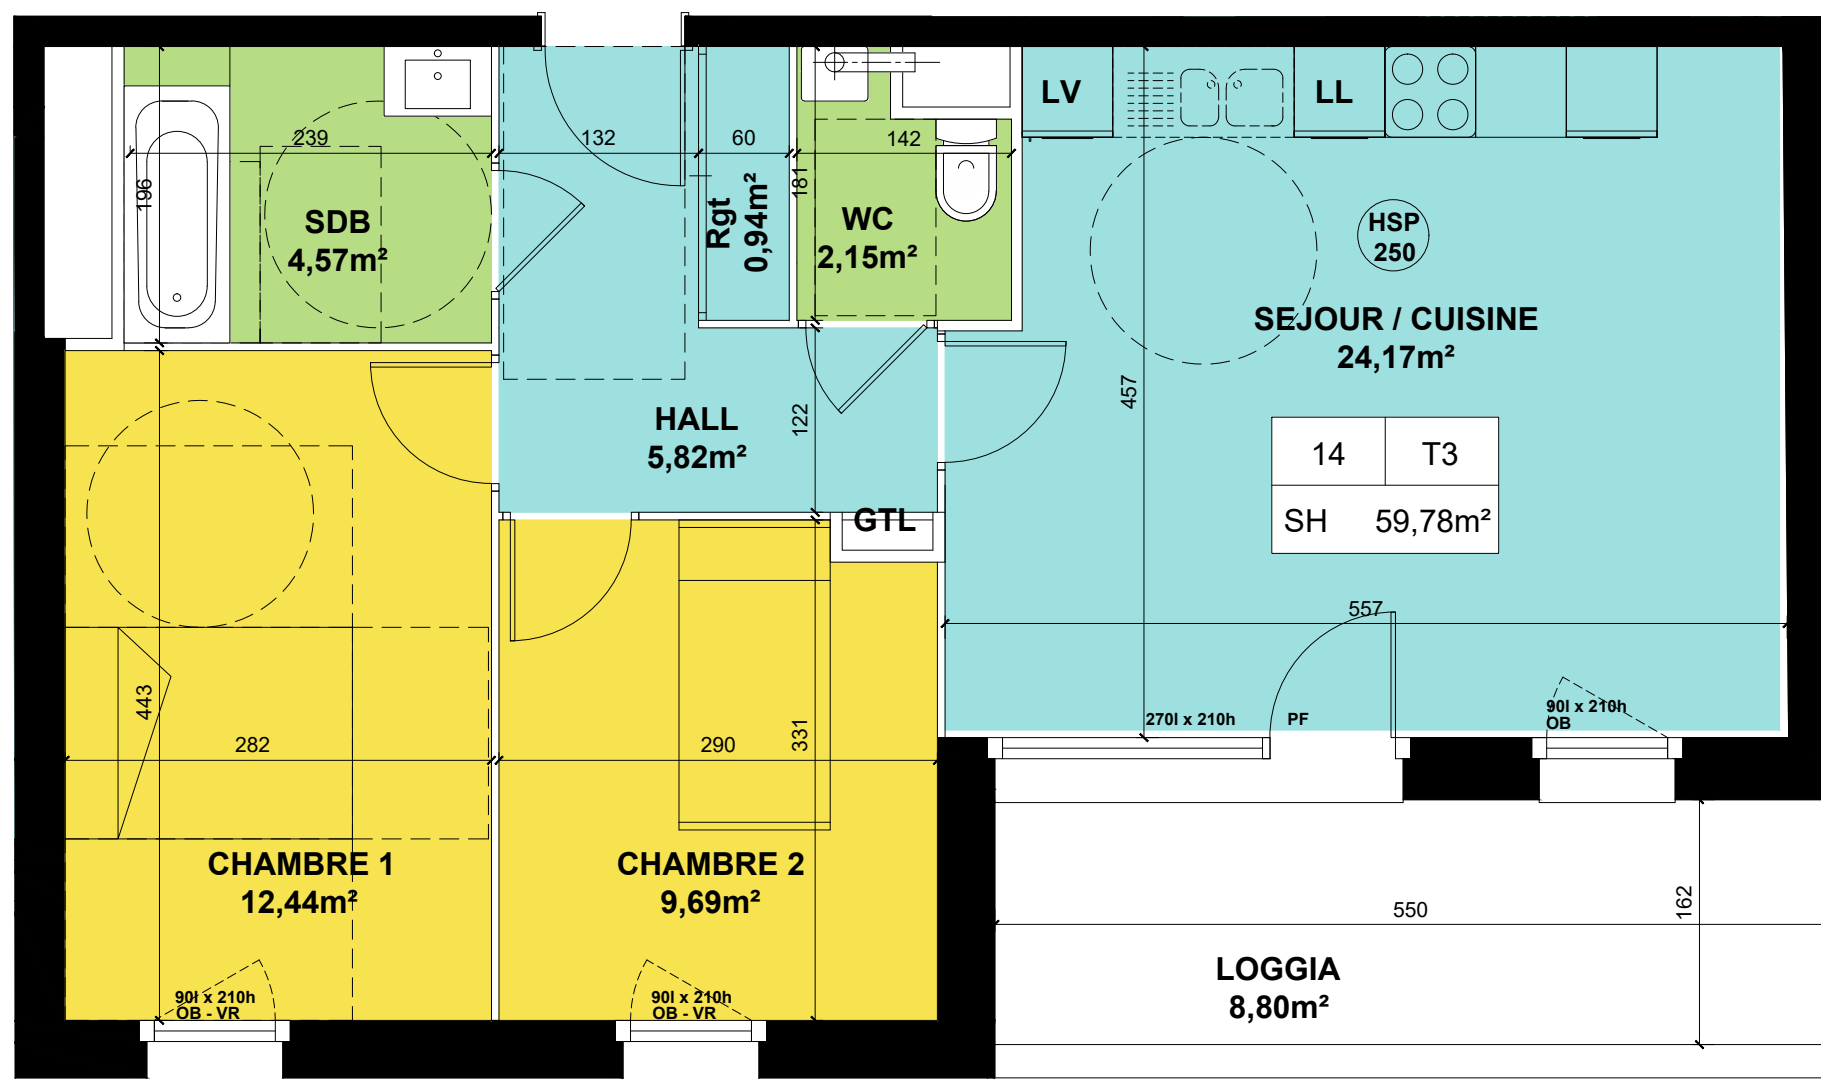 LV
LL
239
132
60
142
196
181
SDB
4,57m²
Rgt
0,94m²
WC
2,15m²
HSP
250
SEJOUR / CUISINE
24,17m²
457
HALL
5,82m²
122
14
T3
SH 59,78m²
GTL
557
443
282
290
331
270l x 210h
PF
90l x 210h
OB
CHAMBRE 1
12,44m²
CHAMBRE 2
9,69m²
550
162
LOGGIA
8,80m²
90l x 210h
OB - VR
90l x 210h
OB - VR